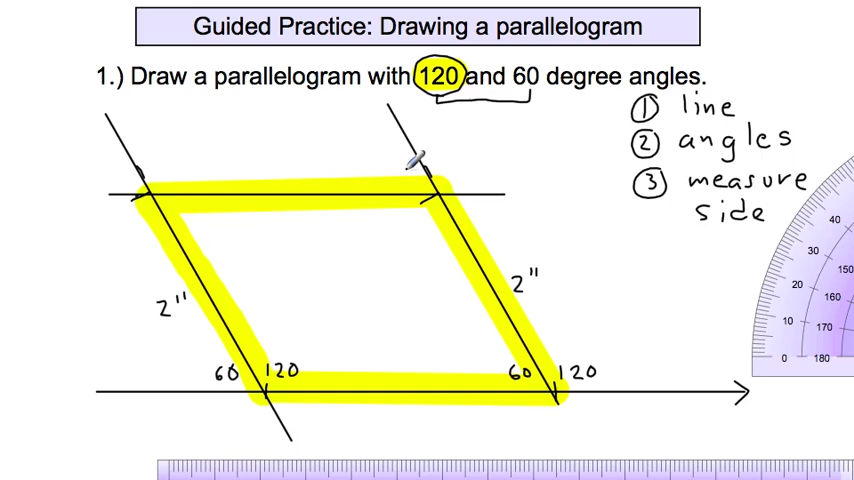 Guided Practice: Drawing a parallelogram
1.) Draw a parallelogram with 120 and 60 degree angles.
1 line
2 angles
3 measure
side
2"
2"
60 120
60 120
40
30
20
10
0
150
160
170
180